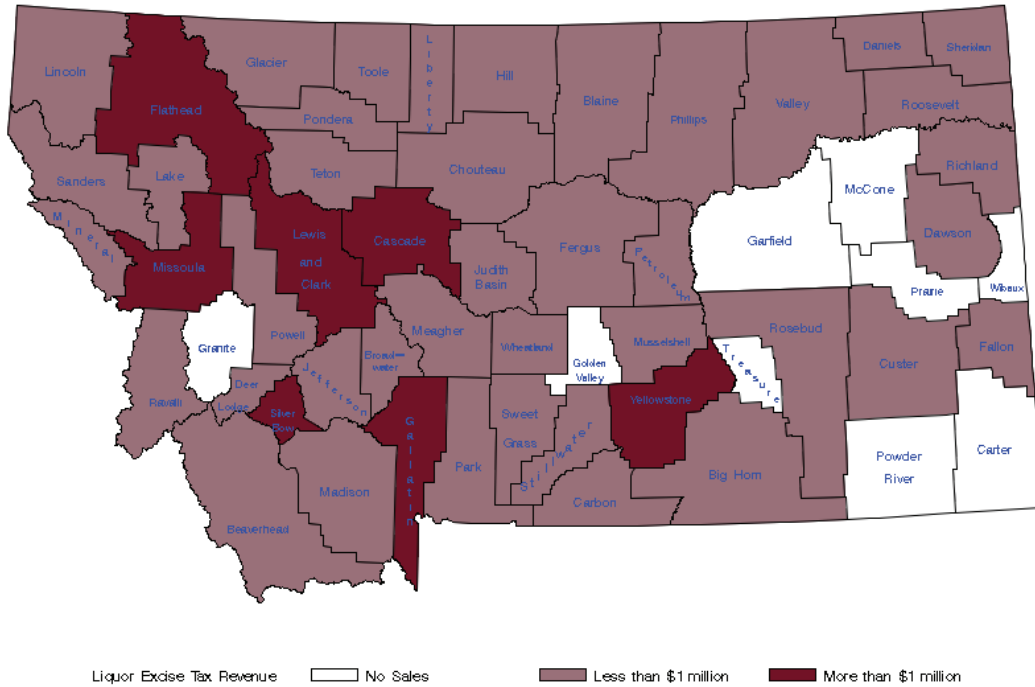 Lincoln
Flathead
Glacier
Toole
Liberty
Hill
Blaine
Phillips
Valley
Daniels
Sheridan
Roosevelt
Pondera
Teton
Chouteau
Sanders
Lake
Mineral
Missoula
Lewis
and
Clark
Cascade
Judith
Basin
Fergus
Petroleum
Garfield
McCone
Richland
Dawson
Wibaux
Prairie
Granite
Powell
Meagher
Broad-
water
Jefferson
Wheatland
Golden
Valley
Musselshell
Treasure
Rosebud
Custer
Fallon
Ravalli
Deer
Lodge
Silver
Bow
Gallatin
Park
Sweet
Grass
Stillwater
Yellowstone
Big Horn
Powder
River
Carter
Beaverhead
Madison
Carbon
Liquor Excise Tax Revenue
No Sales
Less than $1 million
More than $1 million